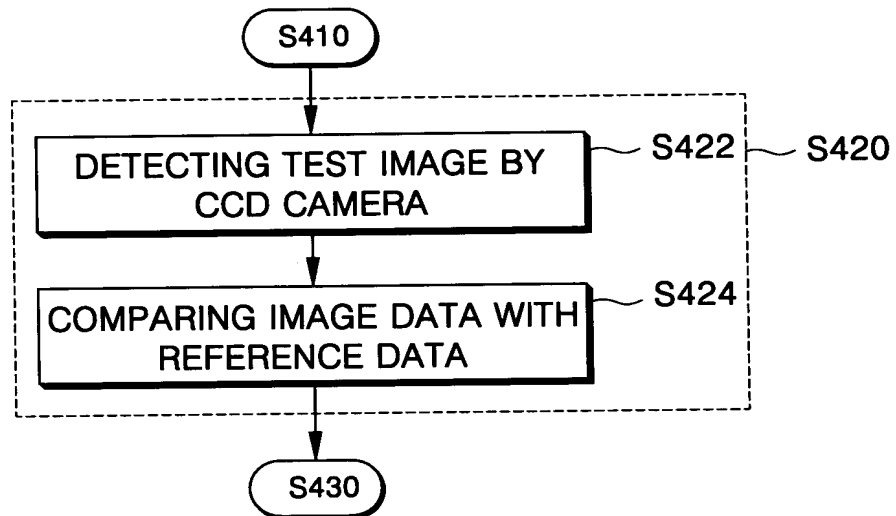 S410
DETECTING TEST IMAGE BY
CCD CAMERA
S422
S420
COMPARING IMAGE DATA WITH
REFERENCE DATA
S424
S430